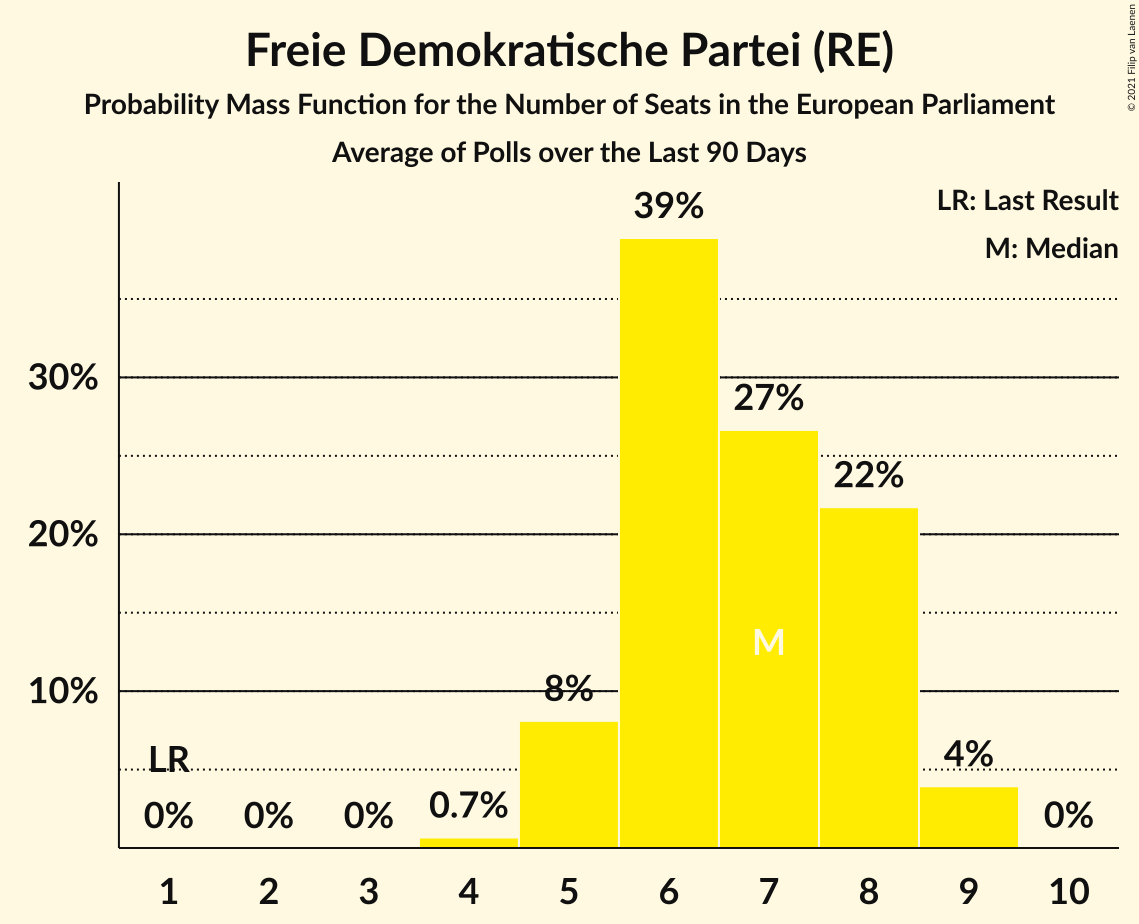 Freie Demokratische Partei (RE)
Probability Mass Function for the Number of Seats in the European Parliament
Average of Polls over the Last 90 Days
© 2021 Filip van Laenen
LR: Last Result
M: Median
39%
30%
27%
22%
20%
M
10%
8%
LR
4%
0% 0% 0% 0.7% 0%
1 2 3 4 5 6 7 8 9 10